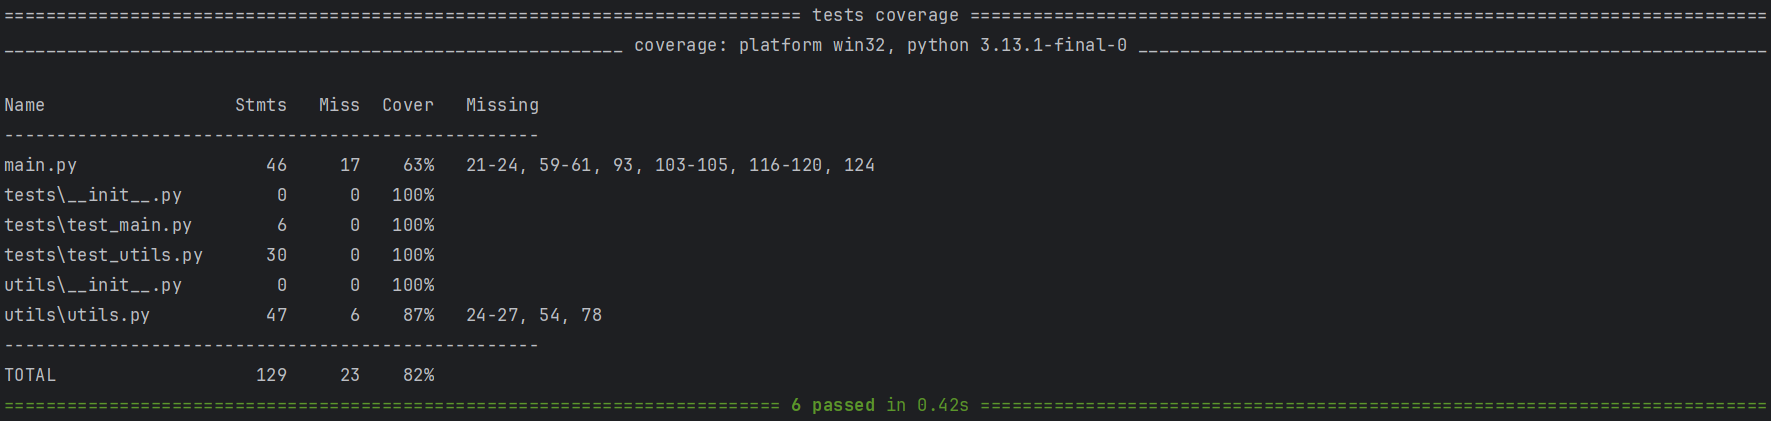 ============================================================================ tests coverage ============================================================================
___________________________________________________________ coverage: platform win32, python 3.13.1-final-0 ____________________________________________________________
Name                  Stmts   Miss  Cover   Missing
---------------------------------------------------
main.py                  46     17    63%   21-24, 59-61, 93, 103-105, 116-120, 124
tests\__init__.py         0      0   100%
tests\test_main.py        6      0   100%
tests\test_utils.py      30      0   100%
utils\__init__.py         0      0   100%
utils\utils.py           47      6    87%   24-27, 54, 78
---------------------------------------------------
TOTAL                   129     23    82%
========================================================================== 6 passed in 0.42s ===========================================================================